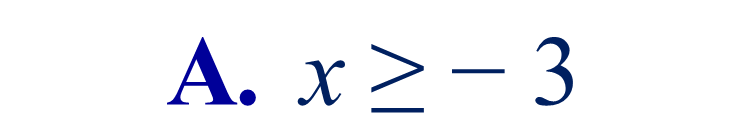 A. x ≥ − 3